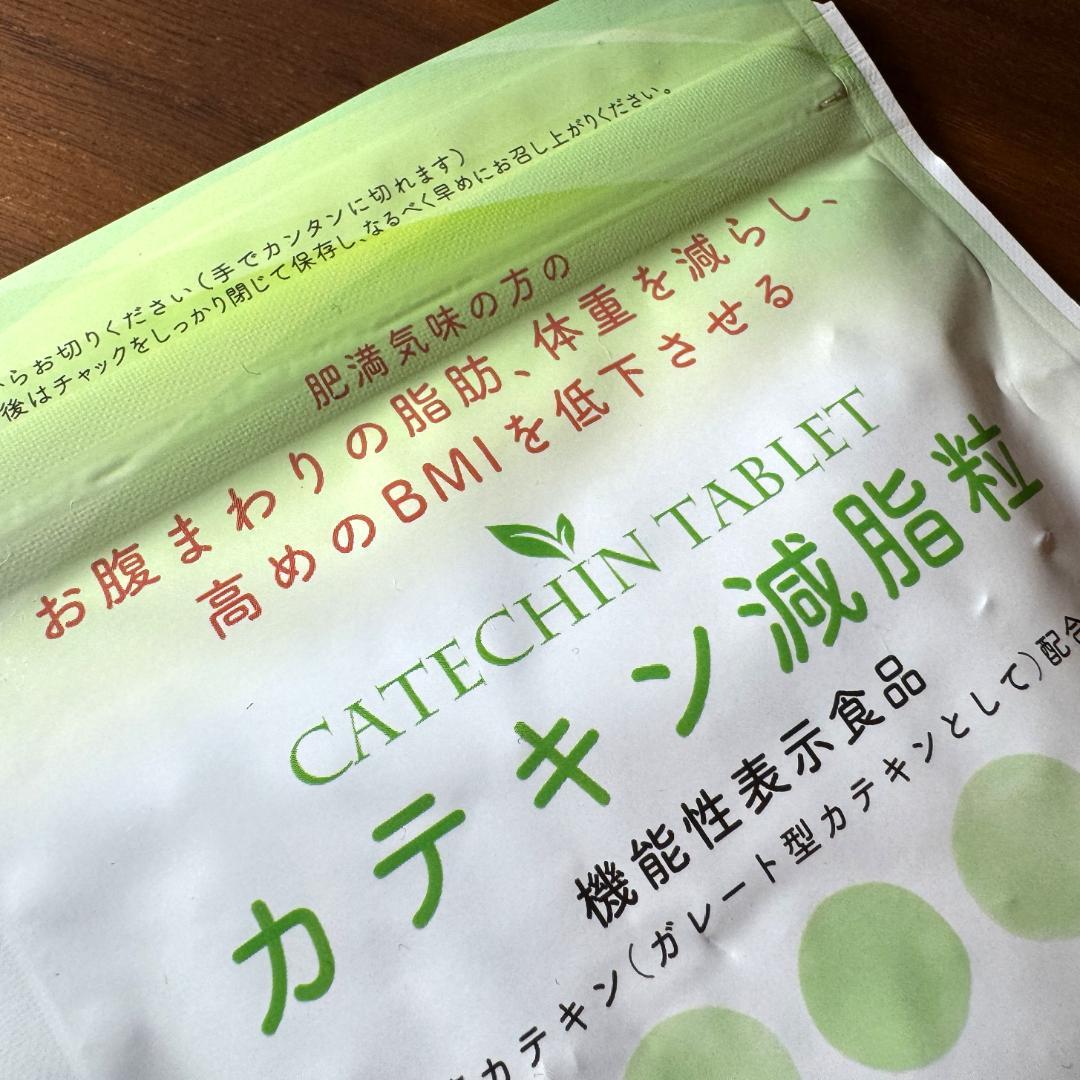 らお切りください(手でカンタンに切れます)
後はチャックをしっかり閉じて保存し、なるべく早めにお召し上がりください。
肥満気味の方の
お腹まわりの脂肪、体重を減らし、
高めのBMIを低下させる
CATECHIN TABLET
カテキン減脂粒
機能性表示食品
カテキン(ガレート型カテキンとして)配合